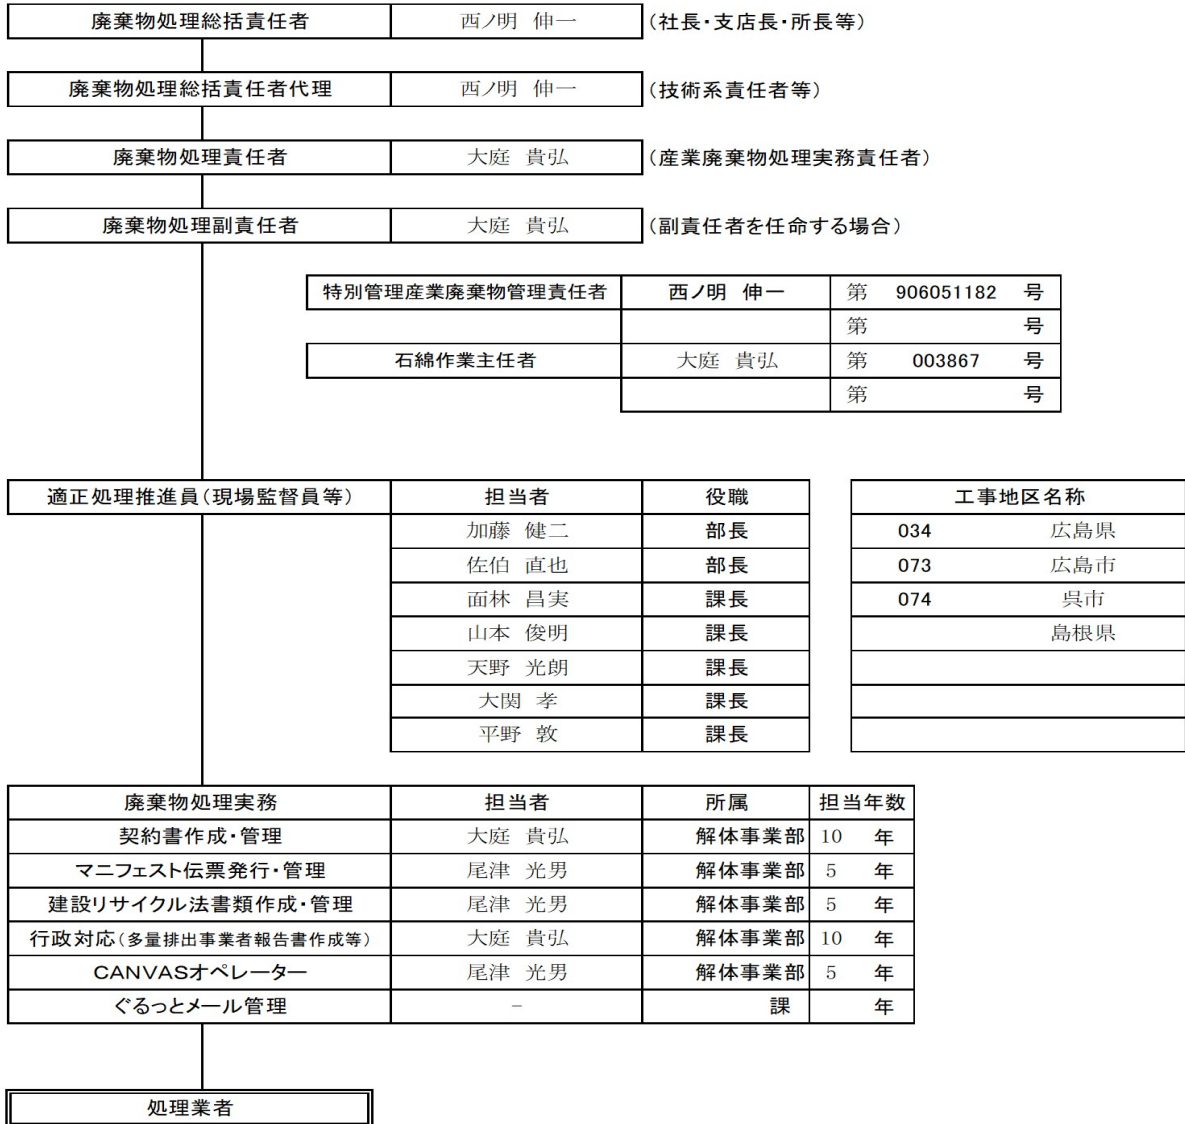 廃棄物処理総括責任者 西ノ明 伸一 (社長・支店長・所長等)
廃棄物処理総括責任者代理 西ノ明 伸一 (技術系責任者等)
廃棄物処理責任者 大庭 貴弘 (産業廃棄物処理実務責任者)
廃棄物処理副責任者 大庭 貴弘 (副責任者を任命する場合)
特別管理産業廃棄物管理責任者 西ノ明 伸一 第 906051182 号
第 号
石綿作業主任者 大庭 貴弘 第 003867 号
第 号
適正処理推進員(現場監督員等) 担当者 役職 工事地区名称
加藤 健二 部長 034 広島県
佐伯 直也 部長 073 広島市
面林 昌実 課長 074 呉市
山本 俊明 課長 島根県
天野 光朗 課長
大関 孝 課長
平野 敦 課長
廃棄物処理実務 担当者 所属 担当年数
契約書作成・管理 大庭 貴弘 解体事業部 10 年
マニフェスト伝票発行・管理 尾津 光男 解体事業部 5 年
建設リサイクル法書類作成・管理 尾津 光男 解体事業部 5 年
行政対応(多量排出事業者報告書作成等) 大庭 貴弘 解体事業部 10 年
CANVASオペレーター 尾津 光男 解体事業部 5 年
ぐるっとメール管理 - 課 年
処理業者